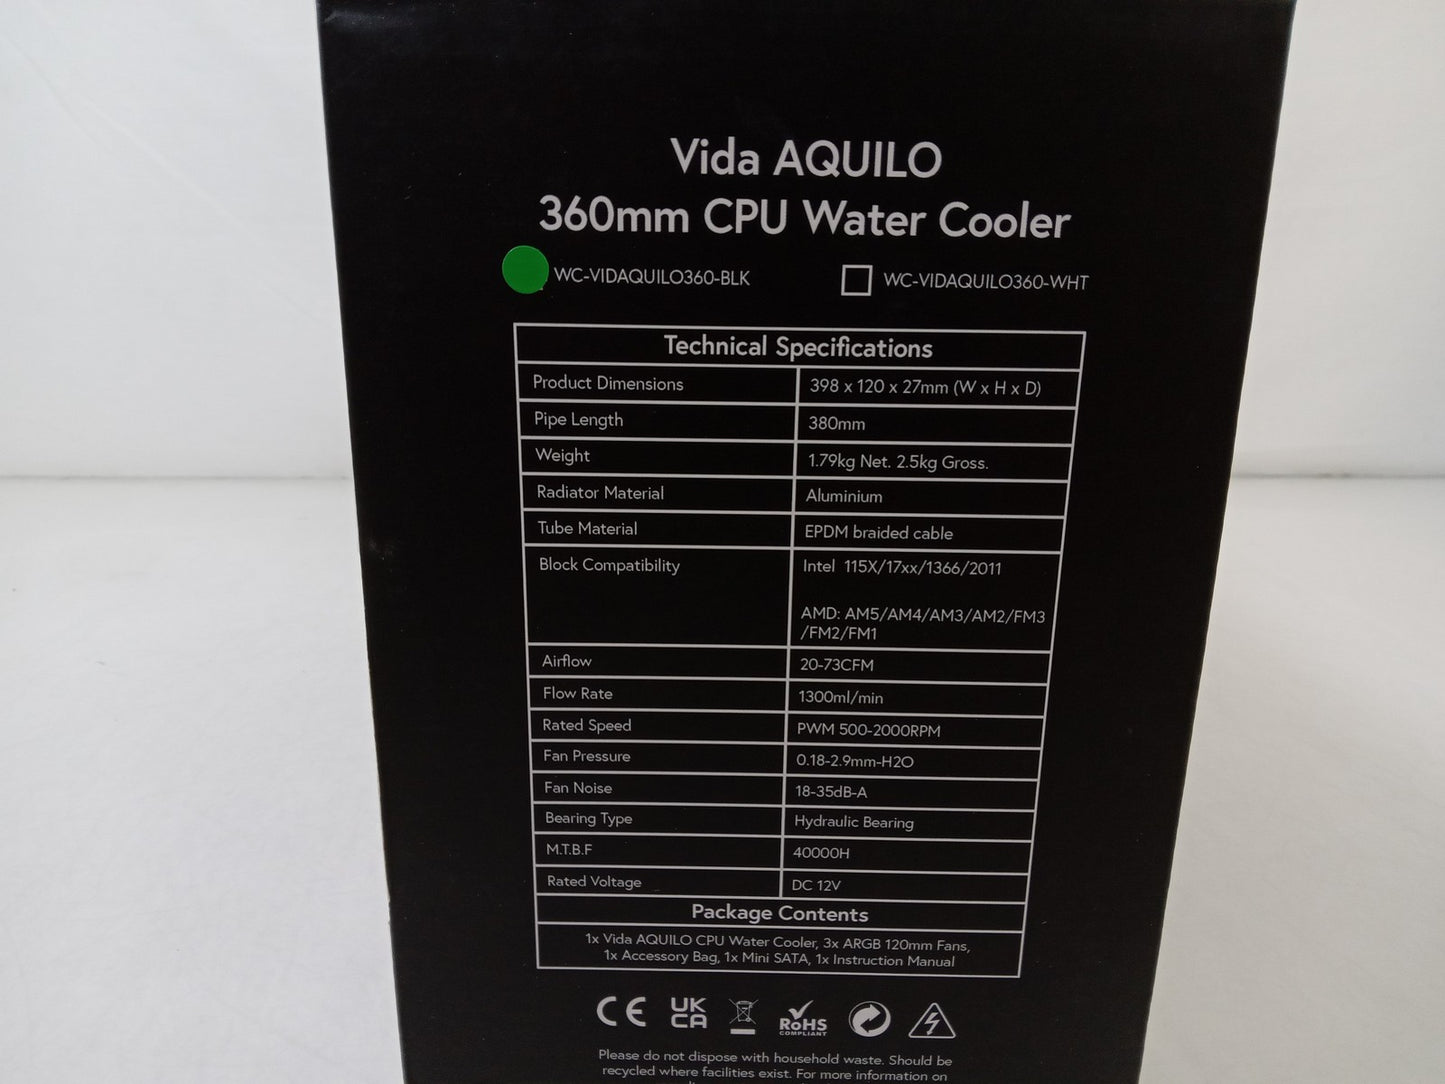 Vida AQUILO
360mm CPU Water Cooler
WC-VIDAQUILO360-BLK WC-VIDAQUILO360-WHT
Technical Specifications
Product Dimensions 398 x 120 x 27mm (W x H x D)
Pipe Length 380mm
Weight 1.79kg Net. 2.5kg Gross.
Radiator Material Aluminium
Tube Material EPDM braided cable
Block Compatibility Intel 115X/17xx/1366/2011
AMD: AM5/AM4/AM3/AM2/FM3
/FM2/FM1
Airflow 20-73CFM
Flow Rate 1300ml/min
Rated Speed PWM 500-2000RPM
Fan Pressure 0.18-2.9mm-H2O
Fan Noise 18-35dB-A
Bearing Type Hydraulic Bearing
M.T.B.F 40000H
Rated Voltage DC 12V
Package Contents
1x Vida AQUILO CPU Water Cooler, 3x ARGB 120mm Fans,
1x Accessory Bag, 1x Mini SATA, 1x Instruction Manual
CE UK
CA RoHS
COMPLIANT
Please do not dispose with household waste. Should be
recycled where facilities exist. For more information on